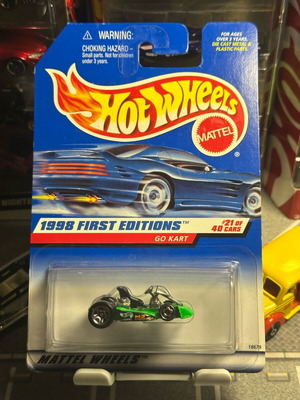 WARNING:
CHOKING HAZARD-
Small parts. Not for children
under 3 years.
FOR AGES
OVER 3 YEARS.
DIE CAST METAL &
PLASTIC PARTS.
Hot Wheels
MATTEL
1998 FIRST EDITIONS™
#21 OF
40 CARS
GO KART
MATTEL WHEELS